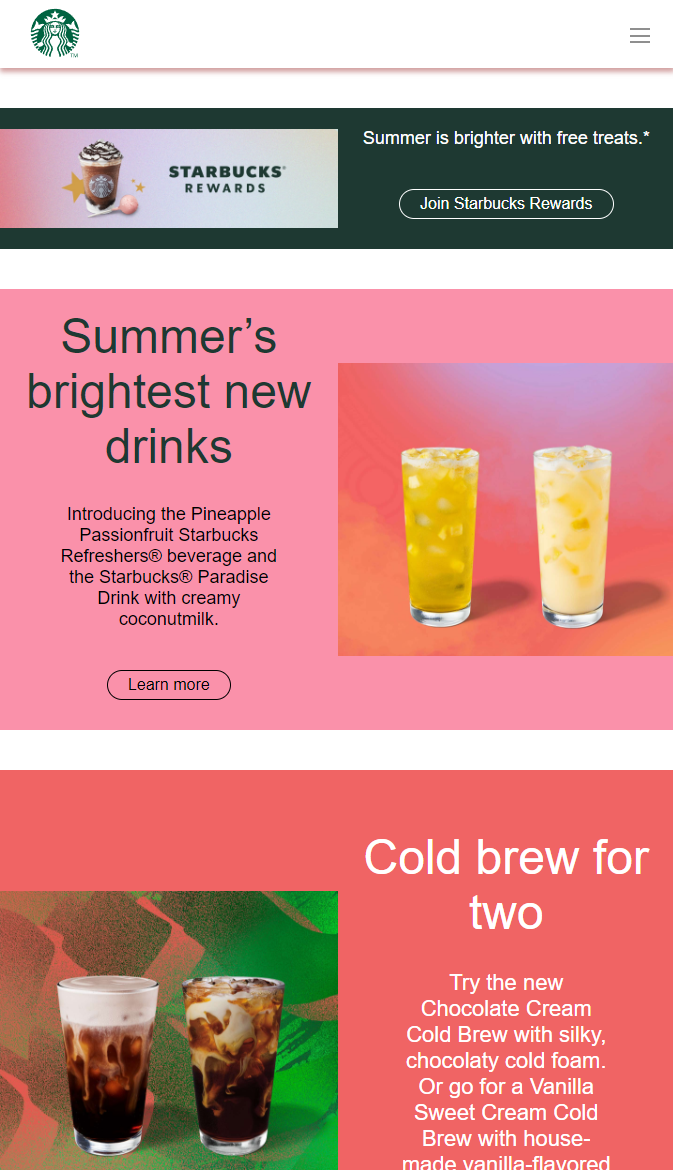 TM
STARBUCKS®
REWARDS
Summer is brighter with free treats.*
Join Starbucks Rewards
Summer’s
brightest new
drinks
Introducing the Pineapple
Passionfruit Starbucks
Refreshers® beverage and
the Starbucks® Paradise
Drink with creamy
coconutmilk.
Learn more
Cold brew for
two
Try the new
Chocolate Cream
Cold Brew with silky,
chocolaty cold foam.
Or go for a Vanilla
Sweet Cream Cold
Brew with house-
made vanilla-flavored